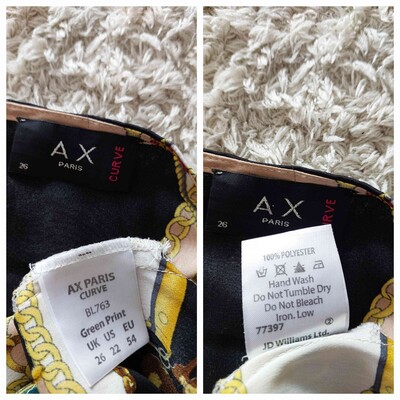 26
AX
PARIS
CURVE
AX PARIS
CURVE
BL763
Green Print
UK US EU
26 22 54
26
AX
PARIS
CURVE
100% POLYESTER
Hand Wash
Do Not Tumble Dry
Do Not Bleach
Iron. Low
77397
JD Williams Ltd.